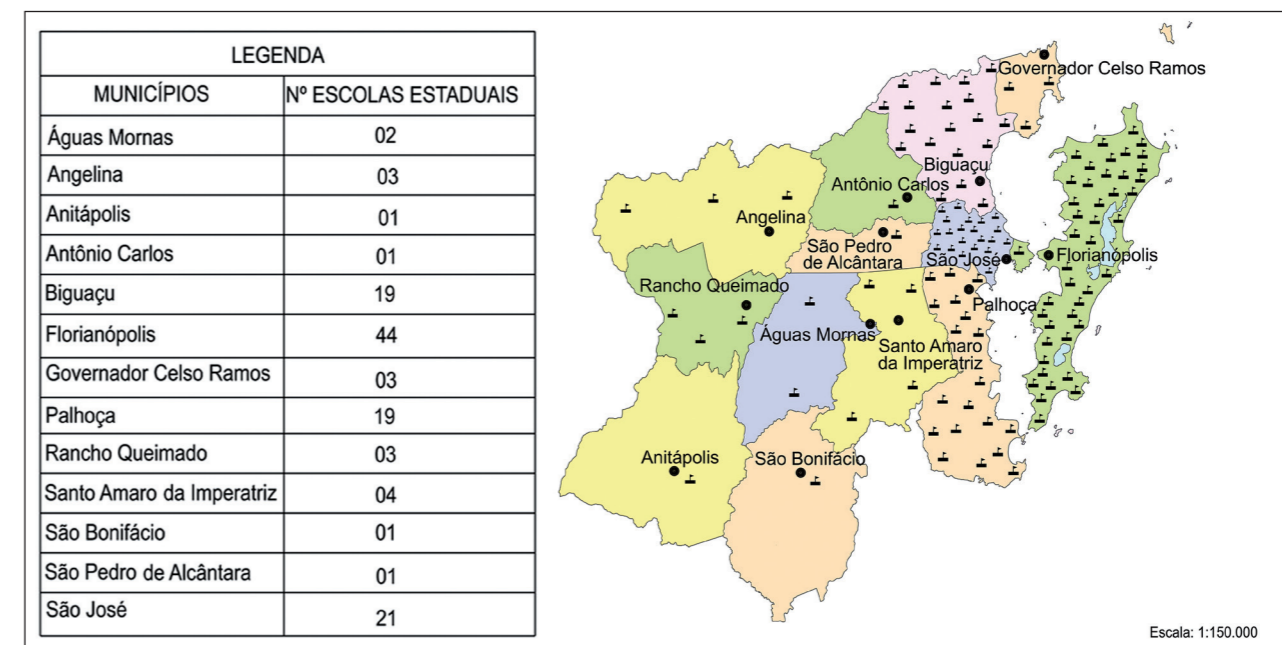 LEGENDA
MUNICÍPIOS Nº ESCOLAS ESTADUAIS
Águas Mornas 02
Angelina 03
Anitápolis 01
Antônio Carlos 01
Biguaçu 19
Florianópolis 44
Governador Celso Ramos 03
Palhoça 19
Rancho Queimado 03
Santo Amaro da Imperatriz 04
São Bonifácio 01
São Pedro de Alcântara 01
São José 21
Governador Celso Ramos
Biguaçu
Antônio Carlos
Angelina
São Pedro
de Alcântara
São José
Florianópolis
Rancho Queimado
Palhoça
Águas Mornas
Santo Amaro
da Imperatriz
Anitápolis
São Bonifácio
Escala: 1:150.000